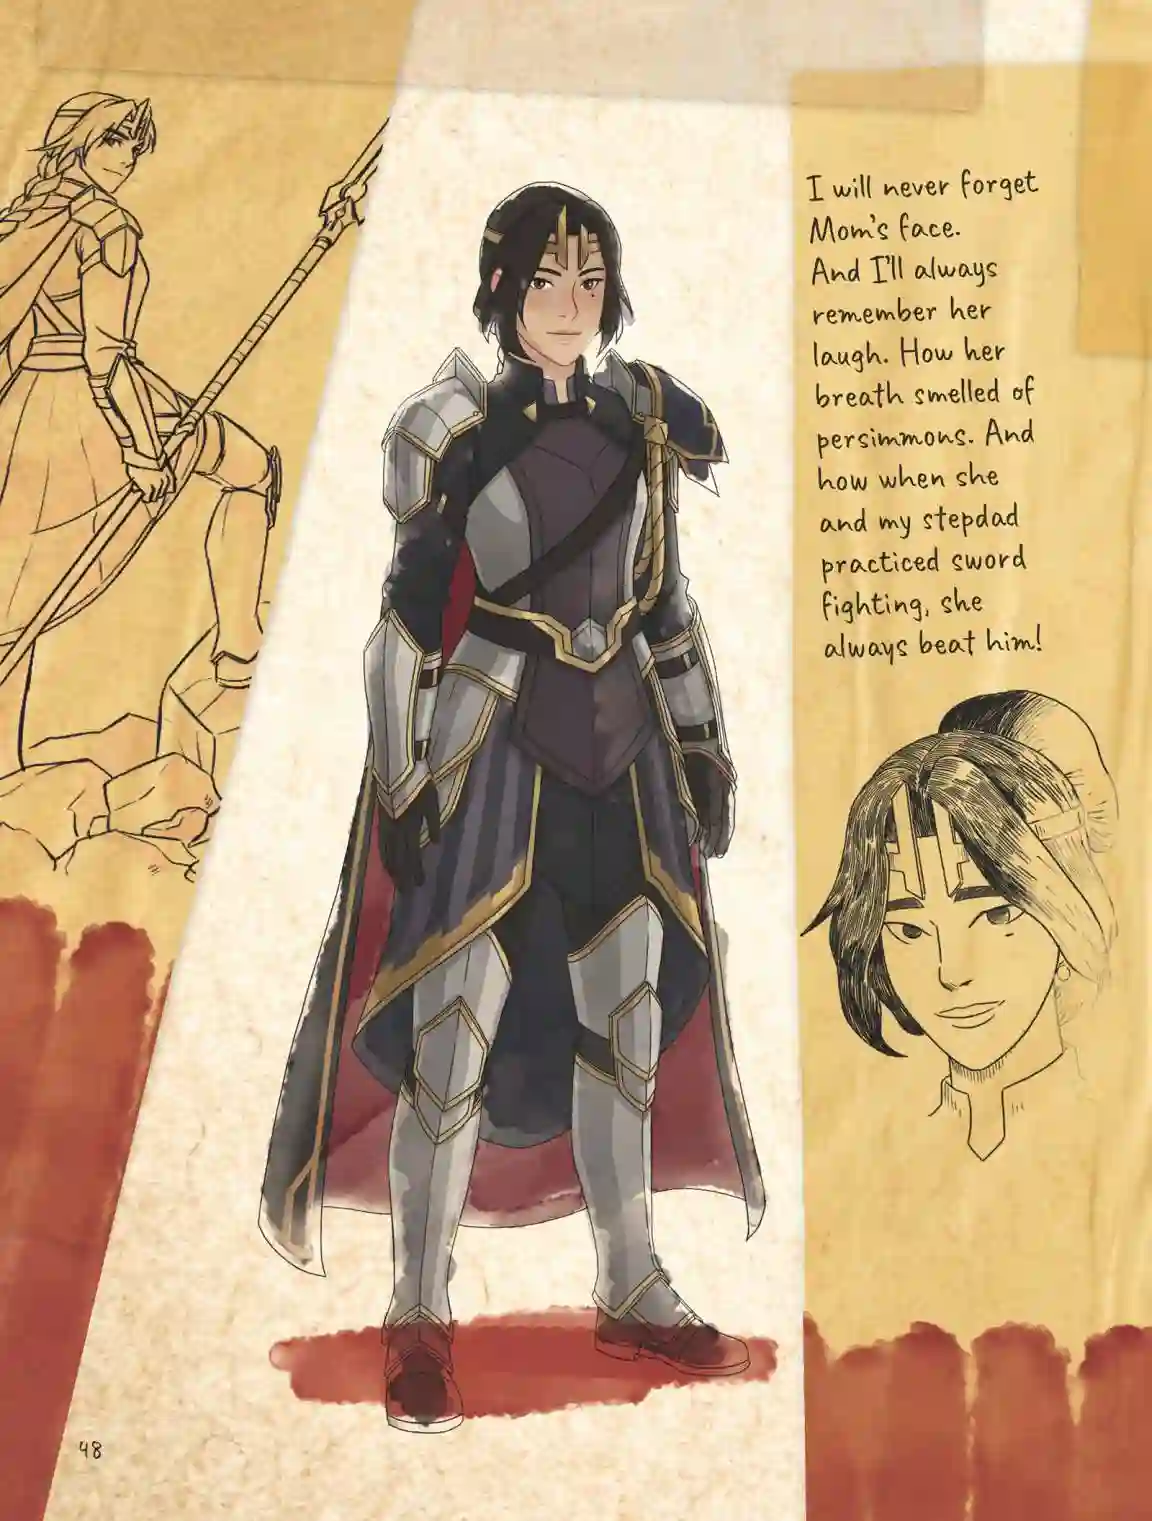 I will never forget
Mom's face.
And I'll always
remember her
laugh. How her
breath smelled of
persimmons. And
how when she
and my stepdad
practiced sword
fighting, she
always beat him!
48